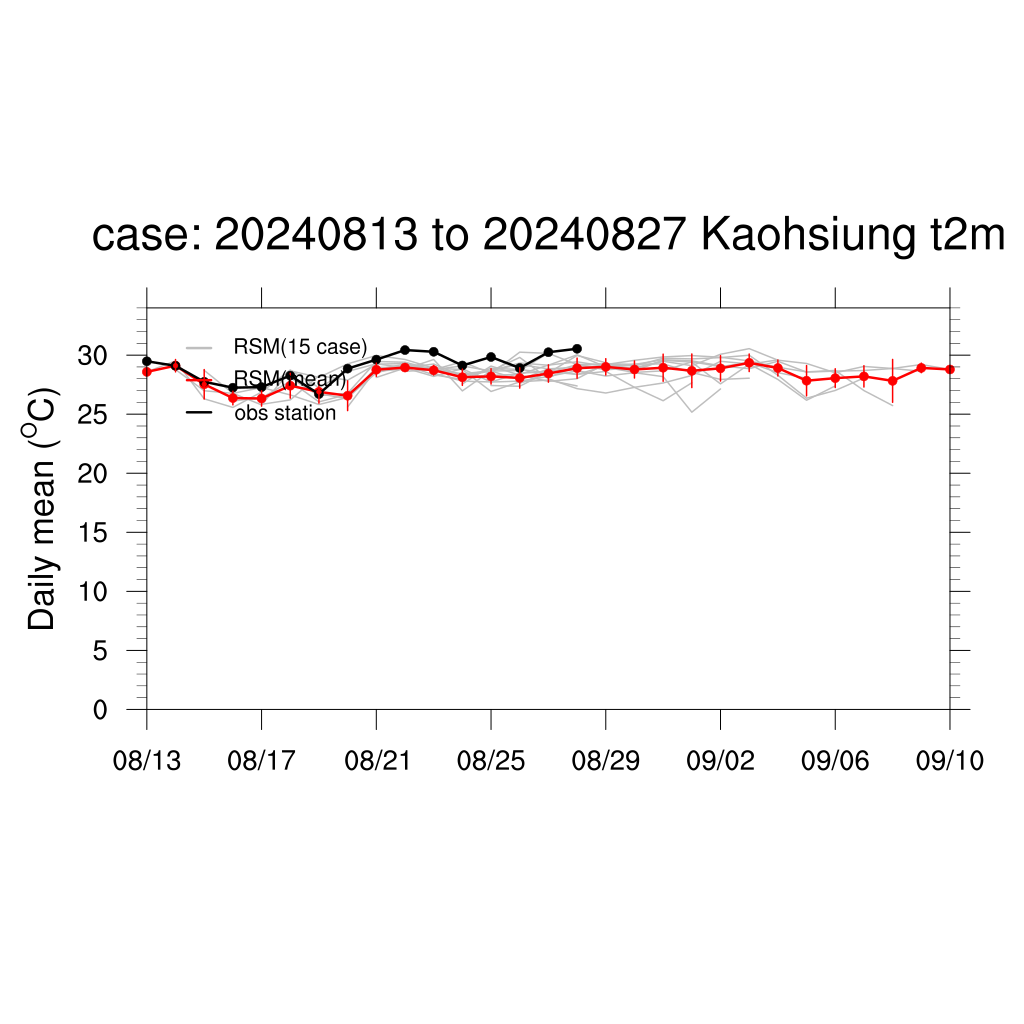 case: 20240813 to 20240827 Kaohsiung t2m
RSM(15 case)
RSM(mean)
obs station
Daily mean (°C)
30
25
20
15
10
5
0
08/13 08/17 08/21 08/25 08/29 09/02 09/06 09/10